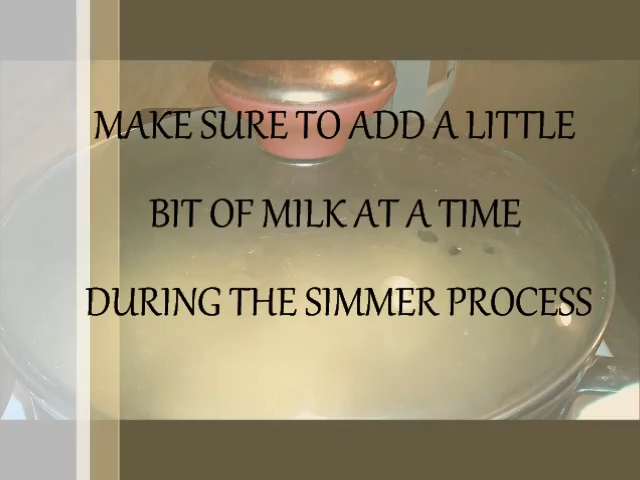 MAKE SURE TO ADD A LITTLE
BIT OF MILK AT A TIME
DURING THE SIMMER PROCESS